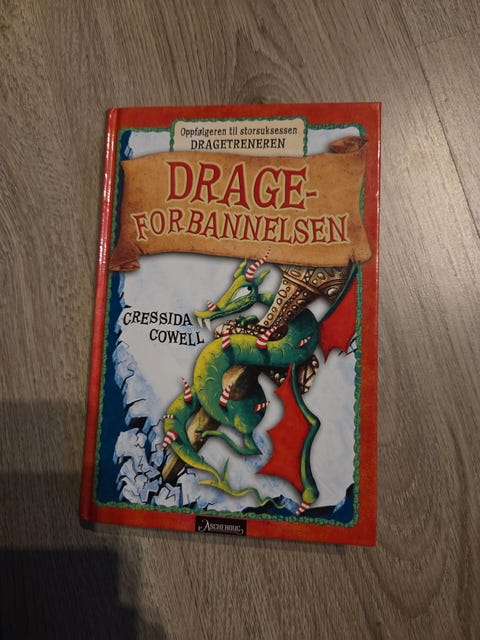 Oppfølgeren til storsuksessen
DRAGETRENEREN
DRAGE-
FORBANNELSEN
CRESSIDA
COWELL
ASCHEHOUG